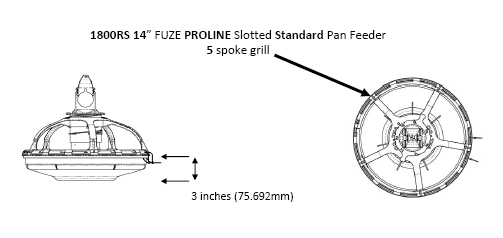 1800RS 14” FUZE PROLINE Slotted Standard Pan Feeder
5 spoke grill
3 inches (75.692mm)